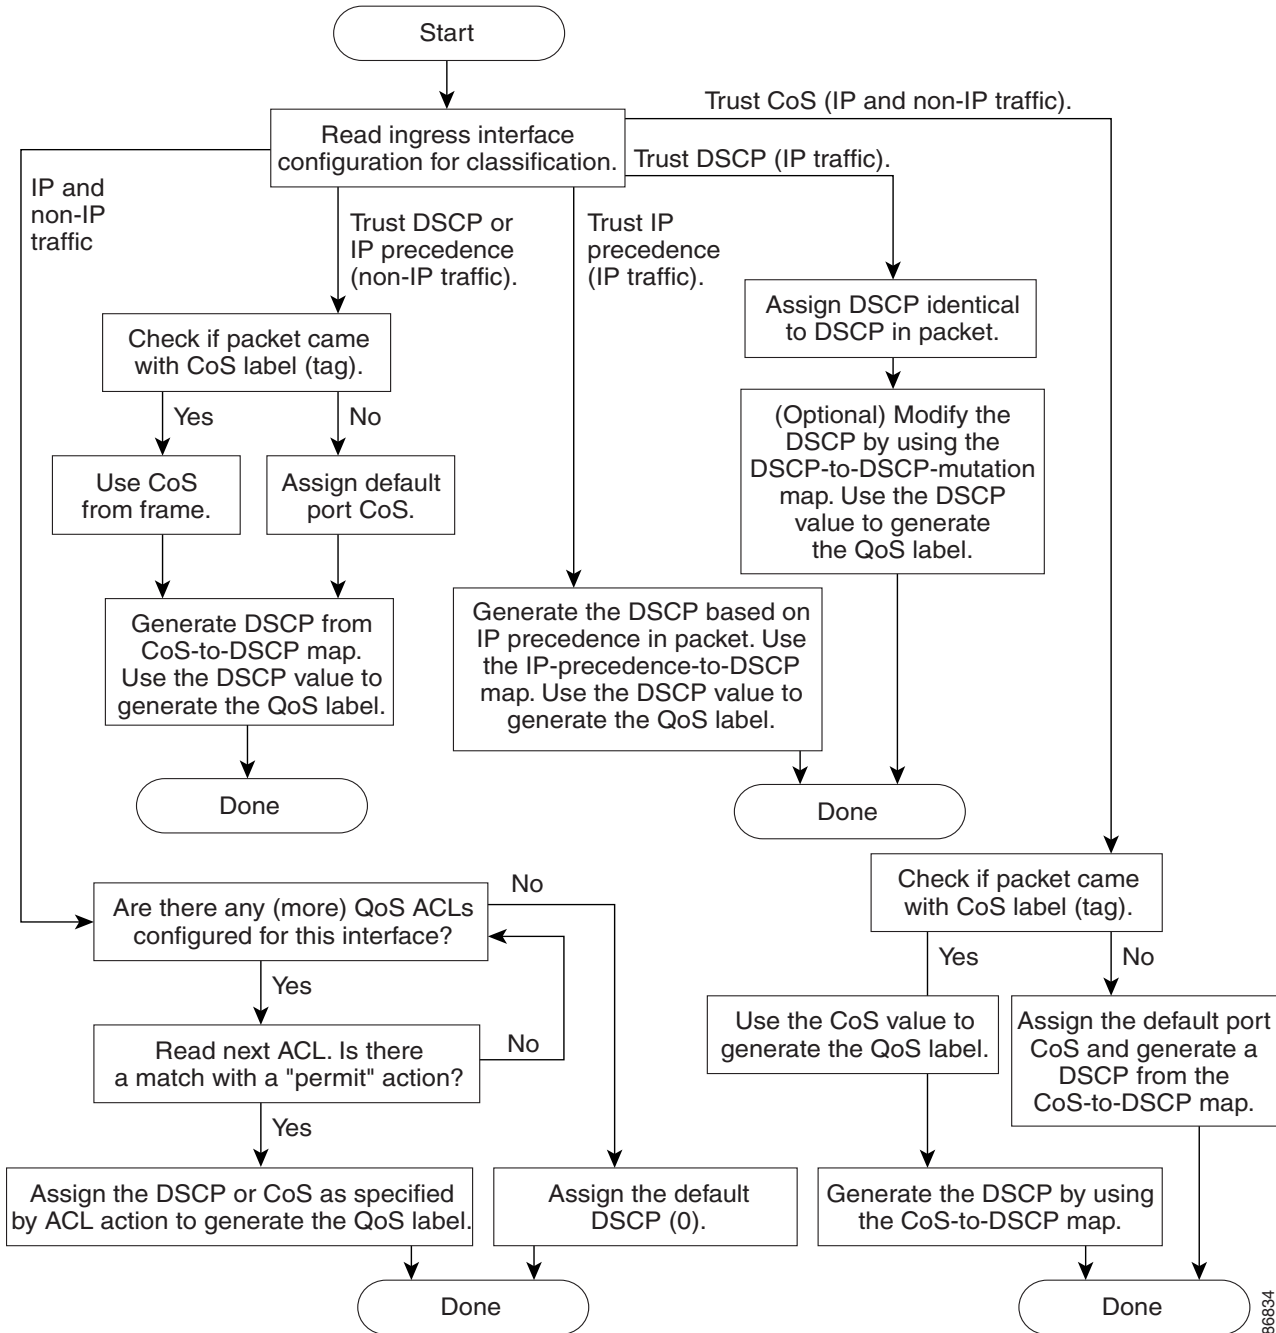 Start
Trust CoS (IP and non-IP traffic).
Read ingress interface
configuration for classification.
Trust DSCP (IP traffic).
IP and
non-IP
traffic
Trust DSCP or
IP precedence
(non-IP traffic).
Trust IP
precedence
(IP traffic).
Assign DSCP identical
to DSCP in packet.
Check if packet came
with CoS label (tag).
Yes
No
(Optional) Modify the
DSCP by using the
DSCP-to-DSCP-mutation
map. Use the DSCP
value to generate
the QoS label.
Use CoS
from frame.
Assign default
port CoS.
Generate DSCP from
CoS-to-DSCP map.
Use the DSCP value to
generate the QoS label.
Generate the DSCP based on
IP precedence in packet. Use
the IP-precedence-to-DSCP
map. Use the DSCP value to
generate the QoS label.
Done
Done
Are there any (more) QoS ACLs
configured for this interface?
No
Check if packet came
with CoS label (tag).
Yes
Yes
No
Read next ACL. Is there
a match with a "permit" action?
No
Use the CoS value to
generate the QoS label.
Assign the default port
CoS and generate a
DSCP from the
CoS-to-DSCP map.
Yes
Assign the DSCP or CoS as specified
by ACL action to generate the QoS label.
Assign the default
DSCP (0).
Generate the DSCP by using
the CoS-to-DSCP map.
Done
Done
86834